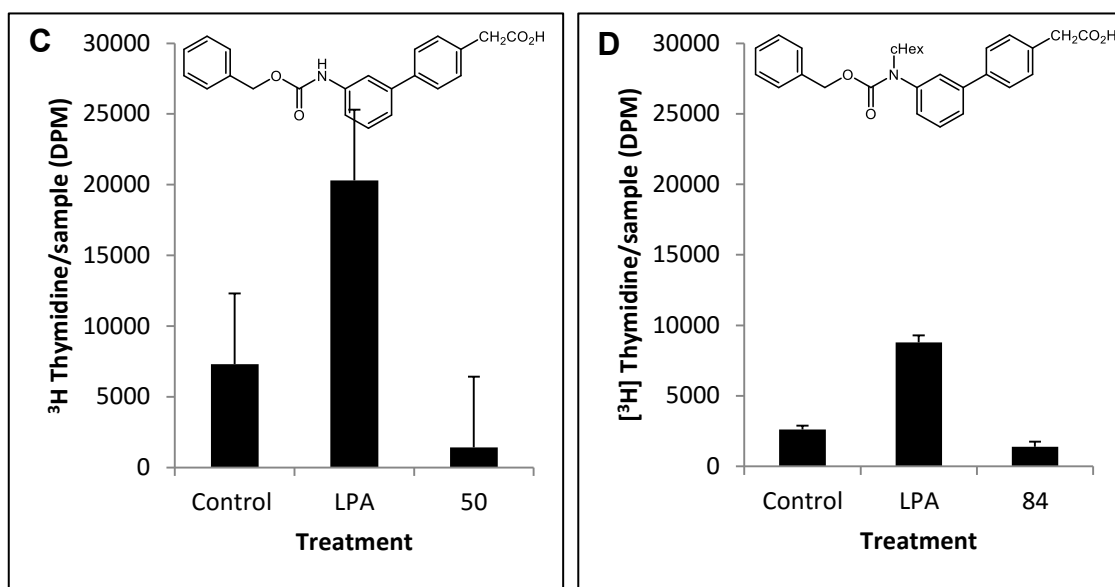 C
30000
25000
20000
15000
10000
5000
0
³H Thymidine/sample (DPM)
O
O
H
N
CH₂CO₂H
Control LPA 50
Treatment
D
30000
25000
20000
15000
10000
5000
0
[³H] Thymidine/sample (DPM)
O
O
cHex
N
CH₂CO₂H
Control LPA 84
Treatment